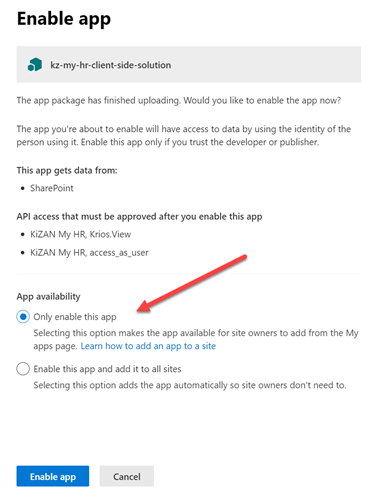 Enable app
kz-my-hr-client-side-solution
The app package has finished uploading. Would you like to enable the app now?
The app you're about to enable will have access to data by using the identity of the
person using it. Enable this app only if you trust the developer or publisher.
This app gets data from:
• SharePoint
API access that must be approved after you enable this app
• KiZAN My HR, Krios.View
• KiZAN My HR, access_as_user
App availability
Only enable this app
Selecting this option makes the app available for site owners to add from the My
apps page. Learn how to add an app to a site
Enable this app and add it to all sites
Selecting this option adds the app automatically so site owners don't need to.
Enable app
Cancel